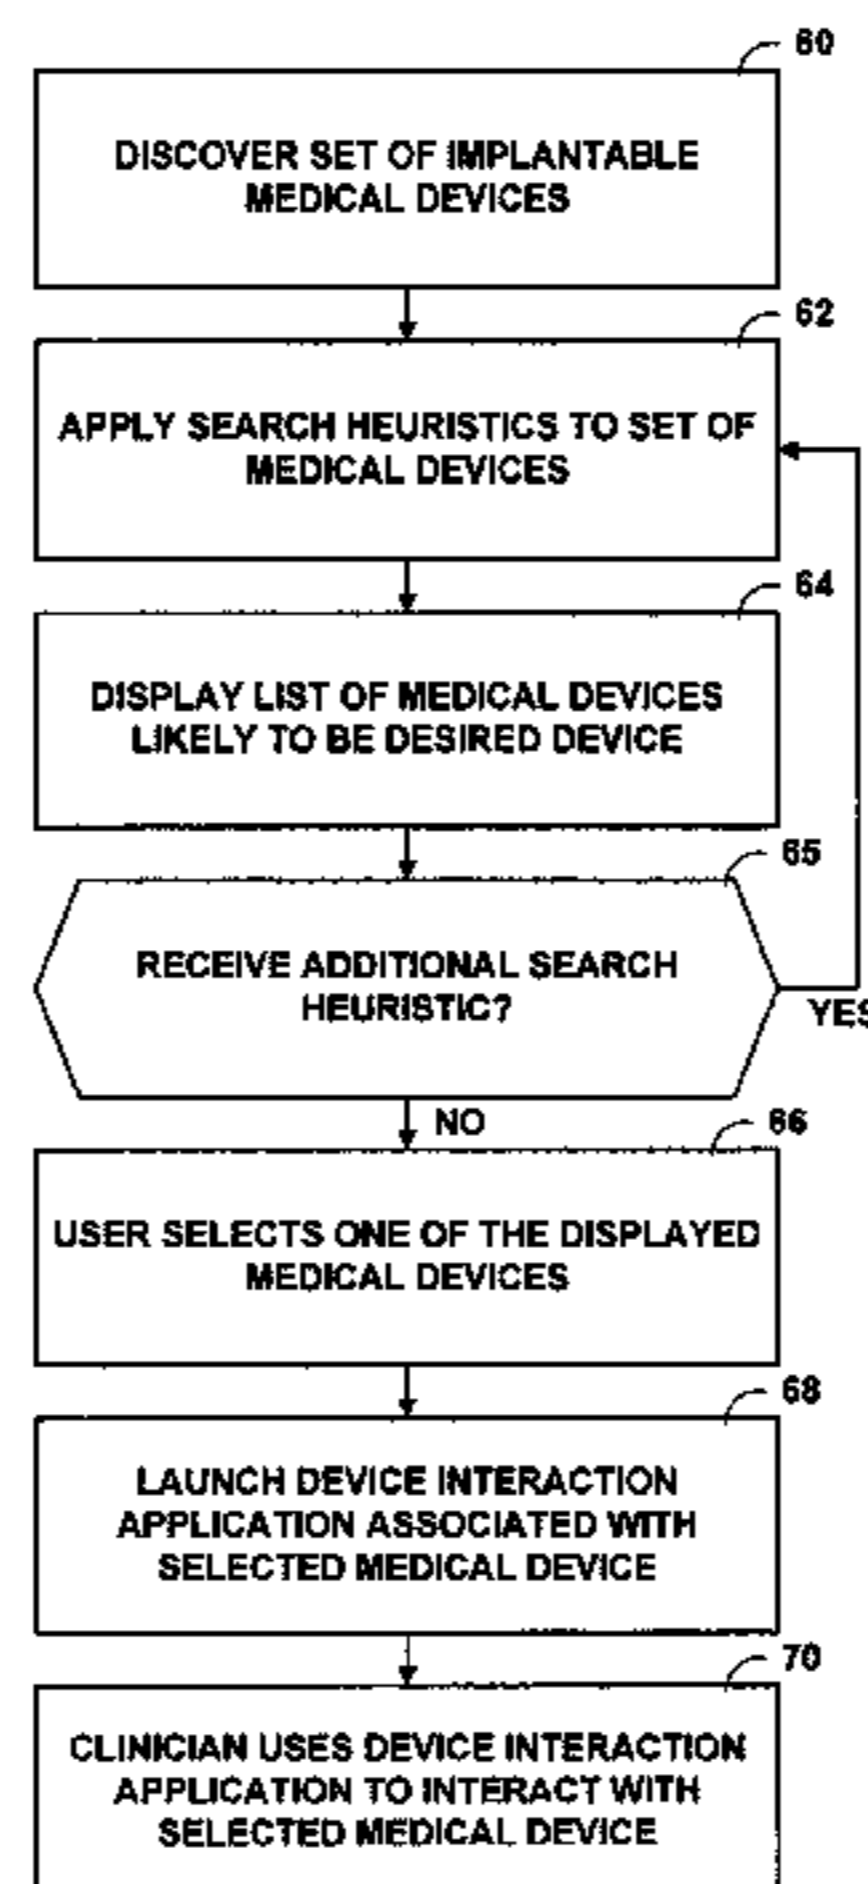 60
DISCOVER SET OF IMPLANTABLE
MEDICAL DEVICES
62
APPLY SEARCH HEURISTICS TO SET OF
MEDICAL DEVICES
64
DISPLAY LIST OF MEDICAL DEVICES
LIKELY TO BE DESIRED DEVICE
65
RECEIVE ADDITIONAL SEARCH
HEURISTIC?
YES
NO
66
USER SELECTS ONE OF THE DISPLAYED
MEDICAL DEVICES
68
LAUNCH DEVICE INTERACTION
APPLICATION ASSOCIATED WITH
SELECTED MEDICAL DEVICE
70
CLINICIAN USES DEVICE INTERACTION
APPLICATION TO INTERACT WITH
SELECTED MEDICAL DEVICE